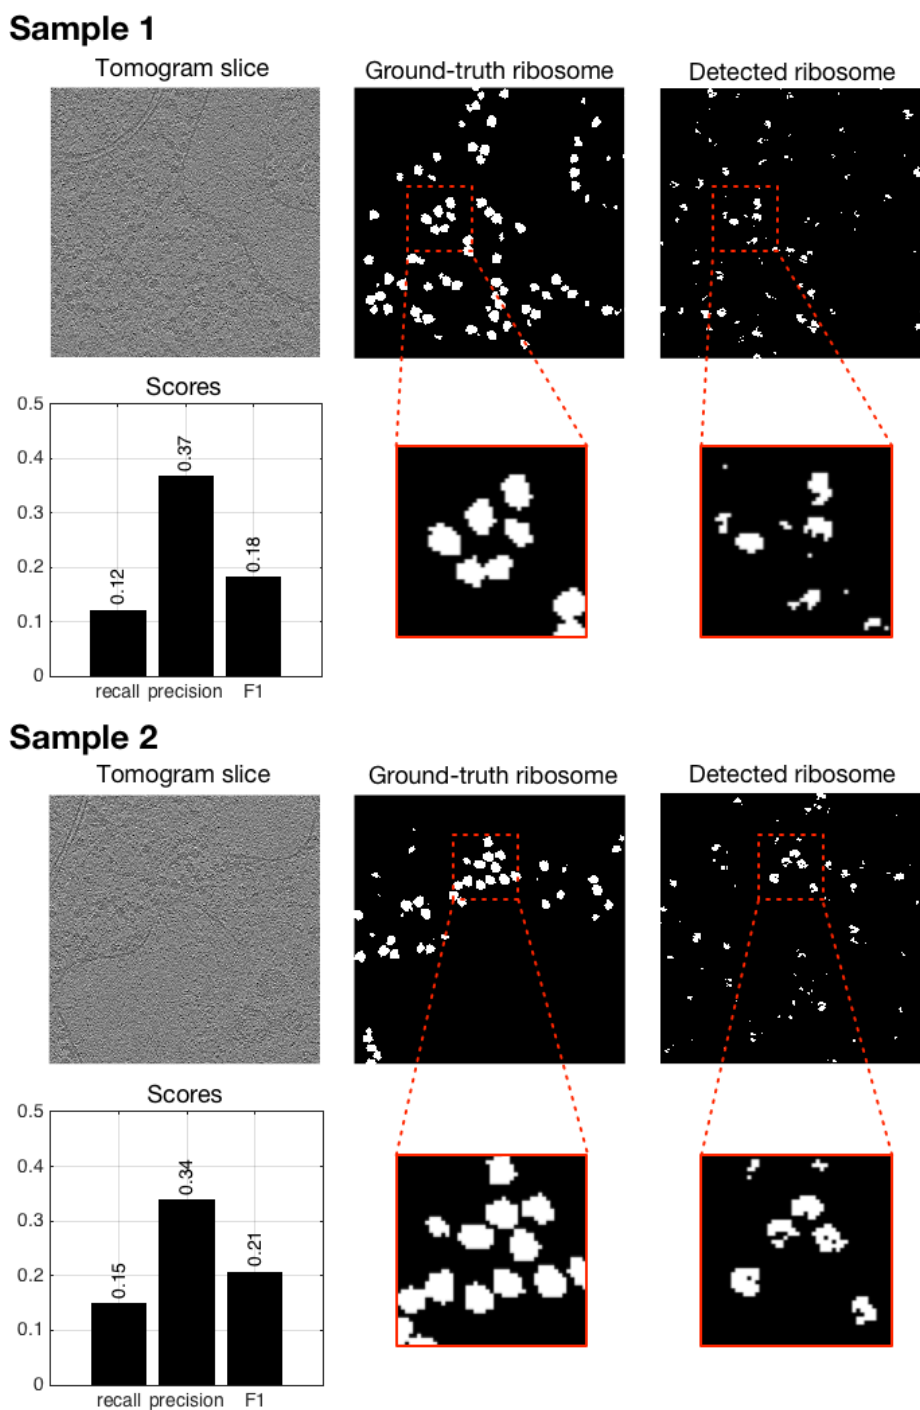 Sample 1
Tomogram slice
Ground-truth ribosome
Detected ribosome
Scores
0.5
0.4
0.3
0.2
0.1
0
0.12
0.37
0.18
recall precision F1
Sample 2
Tomogram slice
Ground-truth ribosome
Detected ribosome
Scores
0.5
0.4
0.3
0.2
0.1
0
0.15
0.34
0.21
recall precision F1